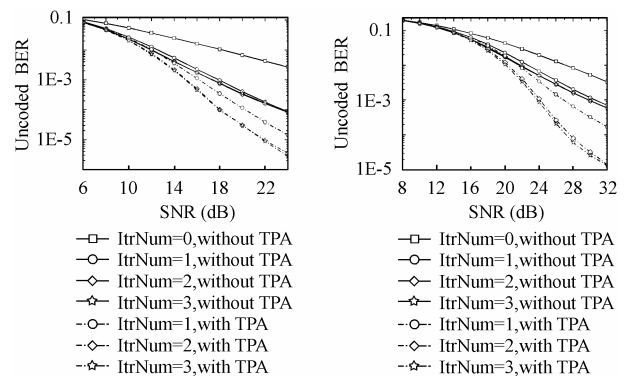 0.1
1E-3
1E-5
Uncoded BER
6 10 14 18 22
SNR (dB)
ItrNum=0,without TPA
ItrNum=1,without TPA
ItrNum=2,without TPA
ItrNum=3,without TPA
ItrNum=1,with TPA
ItrNum=2,with TPA
ItrNum=3,with TPA
0.1
1E-3
1E-5
Uncoded BER
8 12 16 20 24 28 32
SNR (dB)
ItrNum=0,without TPA
ItrNum=1,without TPA
ItrNum=2,without TPA
ItrNum=3,without TPA
ItrNum=1,with TPA
ItrNum=2,with TPA
ItrNum=3,with TPA